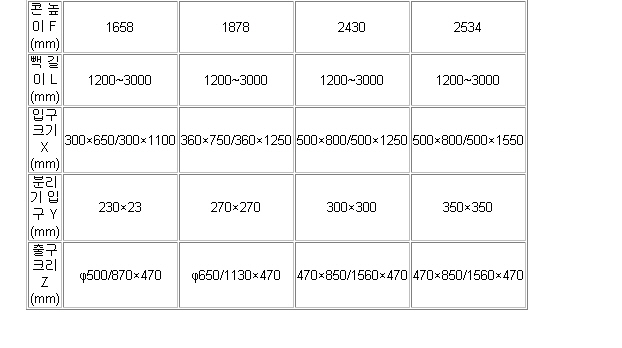 콘 높
이 F
(mm)
1658
1878
2430
2534
백 길
이 L
(mm)
1200~3000
1200~3000
1200~3000
1200~3000
입구
크기
X
(mm)
300×650/300×1100
360×750/360×1250
500×800/500×1250
500×800/500×1550
분리
기 입
구 Y
(mm)
230×23
270×270
300×300
350×350
출구
크리
Z
(mm)
φ500/870×470
φ650/1130×470
470×850/1560×470
470×850/1560×470